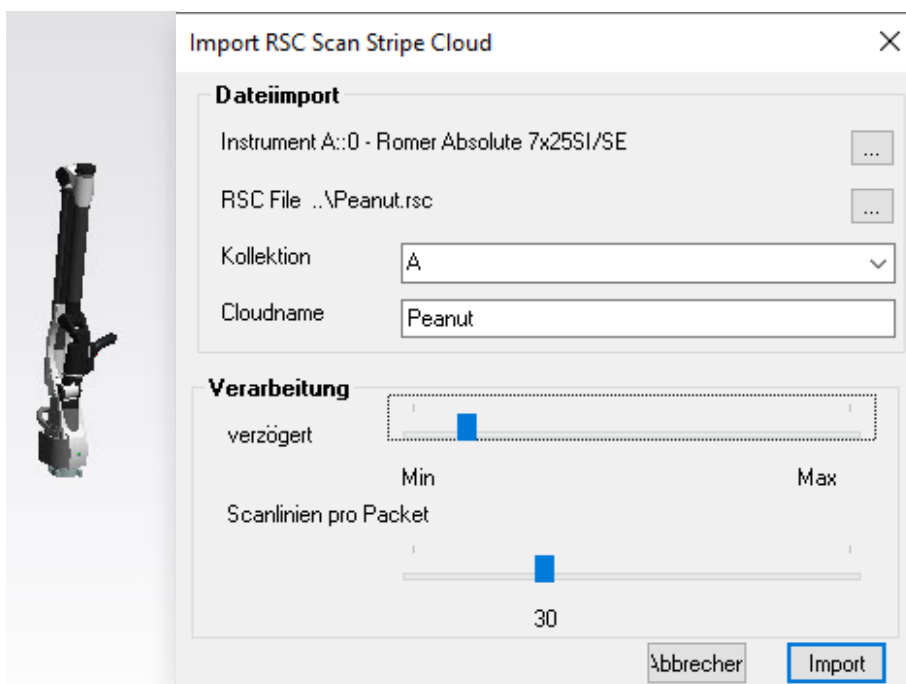 Import RSC Scan Stripe Cloud
Dateiimport
Instrument A::0 - Romer Absolute 7x25SI/SE
...
RSC File ..\Peanut.rsc
...
Kollektion
A
Cloudname
Peanut
Verarbeitung
verzögert
Min
Max
Scanlinien pro Packet
30
Abbrecher
Import